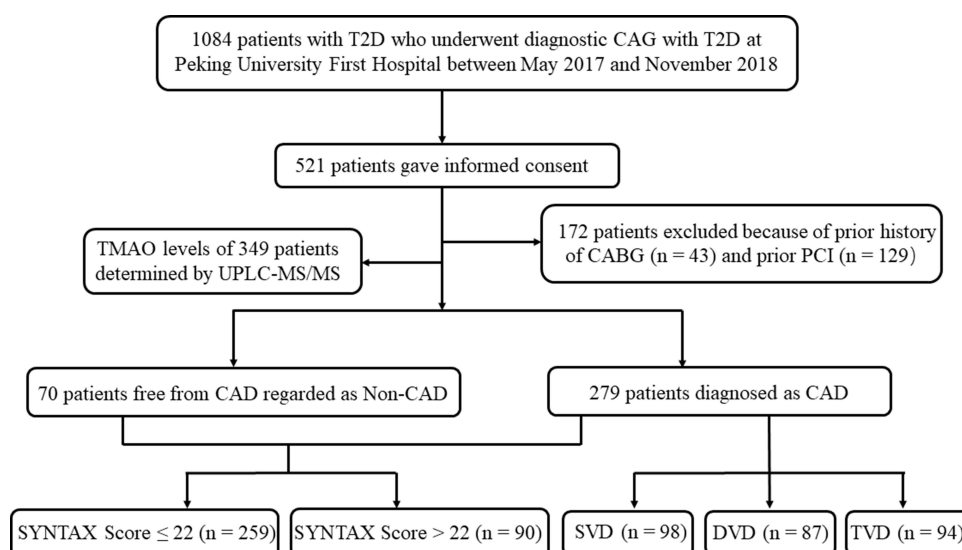 1084 patients with T2D who underwent diagnostic CAG with T2D at
Peking University First Hospital between May 2017 and November 2018
521 patients gave informed consent
TMAO levels of 349 patients
determined by UPLC-MS/MS
172 patients excluded because of prior history
of CABG (n = 43) and prior PCI (n = 129)
70 patients free from CAD regarded as Non-CAD
279 patients diagnosed as CAD
SYNTAX Score ≤ 22 (n = 259)
SYNTAX Score > 22 (n = 90)
SVD (n = 98)
DVD (n = 87)
TVD (n = 94)